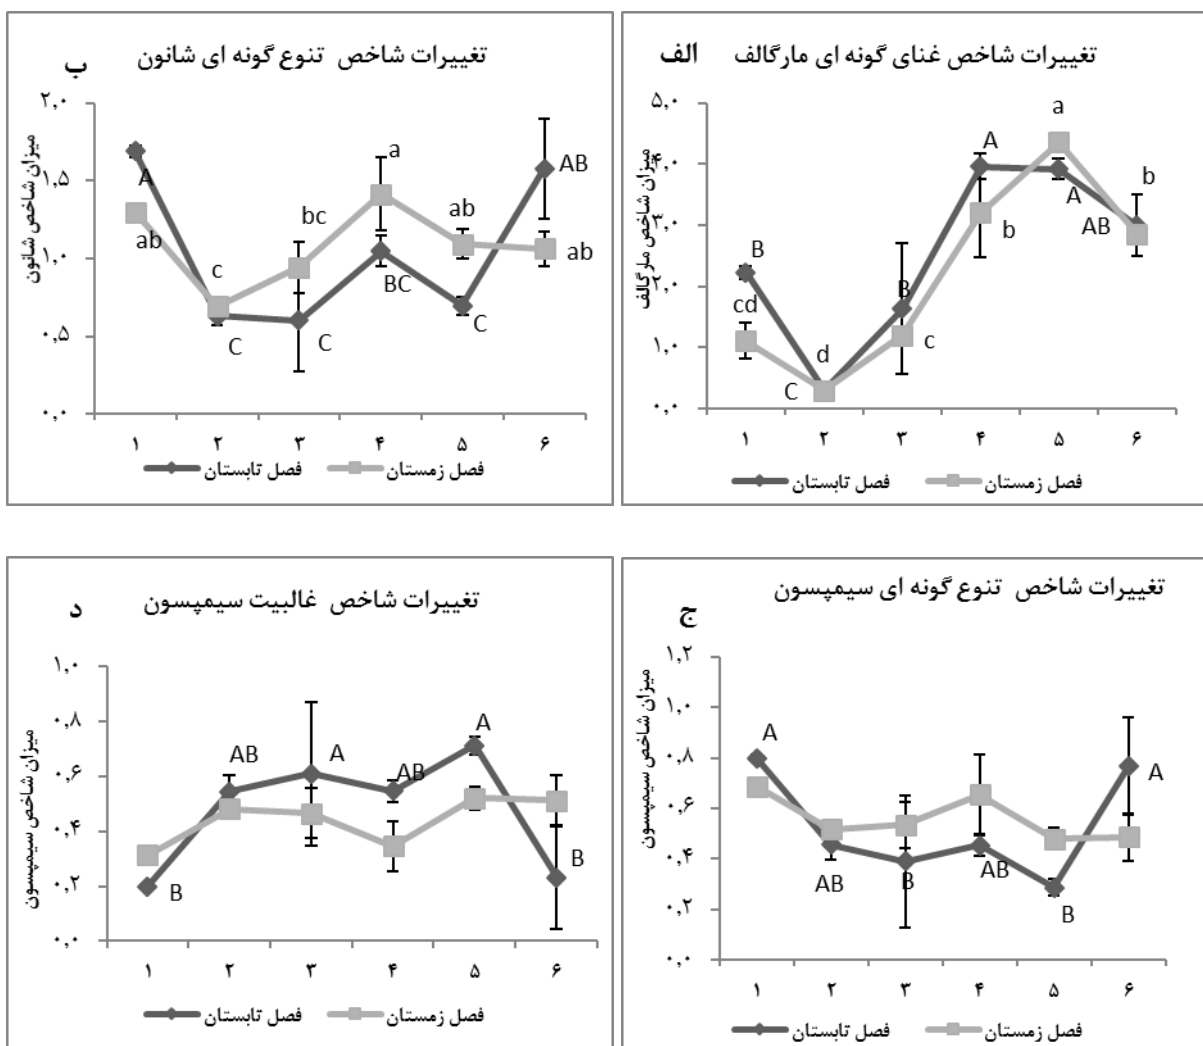 الف
تغییرات شاخص غنای گونه ای مارگالف
میزان شاخص مارگالف
۵,۰
۴,۰
۳,۰
۲,۰
۱,۰
۰,۰
B
cd
d
C
B
c
A
b
a
A
b
AB
۱ ۲ ۳ ۴ ۵ ۶
فصل تابستان
فصل زمستان
ب
تغییرات شاخص تنوع گونه ای شانون
میزان شاخص شانون
۲,۰
۱,۵
۱,۰
۰,۵
۰,۰
A
ab
c
C
bc
C
a
BC
ab
C
AB
ab
۱ ۲ ۳ ۴ ۵ ۶
فصل تابستان
فصل زمستان
ج
تغییرات شاخص تنوع گونه ای سیمپسون
میزان شاخص سیمپسون
۱,۲
۱,۰
۰,۸
۰,۶
۰,۴
۰,۲
۰,۰
A
AB
B
AB
B
A
۱ ۲ ۳ ۴ ۵ ۶
فصل تابستان
فصل زمستان
د
تغییرات شاخص غالبیت سیمپسون
میزان شاخص سیمپسون
۱,۰
۰,۸
۰,۶
۰,۴
۰,۲
۰,۰
B
AB
A
AB
A
B
۱ ۲ ۳ ۴ ۵ ۶
فصل تابستان
فصل زمستان